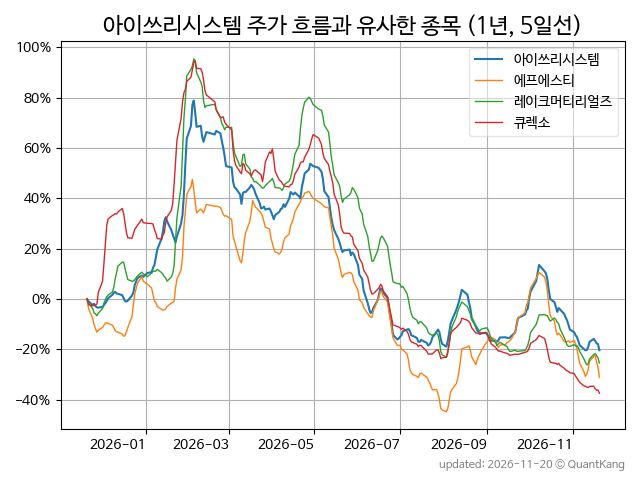 아이쓰리시스템 주가 흐름과 유사한 종목 (1년, 5일선)
100%
80%
60%
40%
20%
0%
−20%
−40%
아이쓰리시스템
에프에스티
레이크머티리얼즈
큐렉소
2026-01
2026-03
2026-05
2026-07
2026-09
2026-11
updated: 2026-11-20 © QuantKang